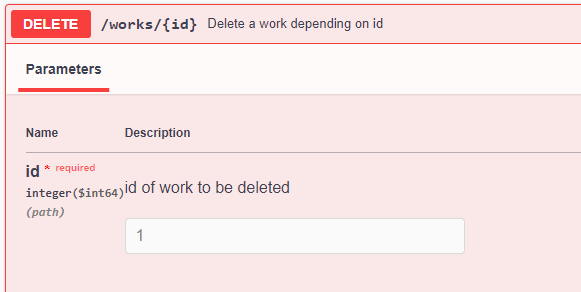 DELETE /works/{id} Delete a work depending on id
Parameters
Name Description
id * required
integer($int64) id of work to be deleted
(path)
1